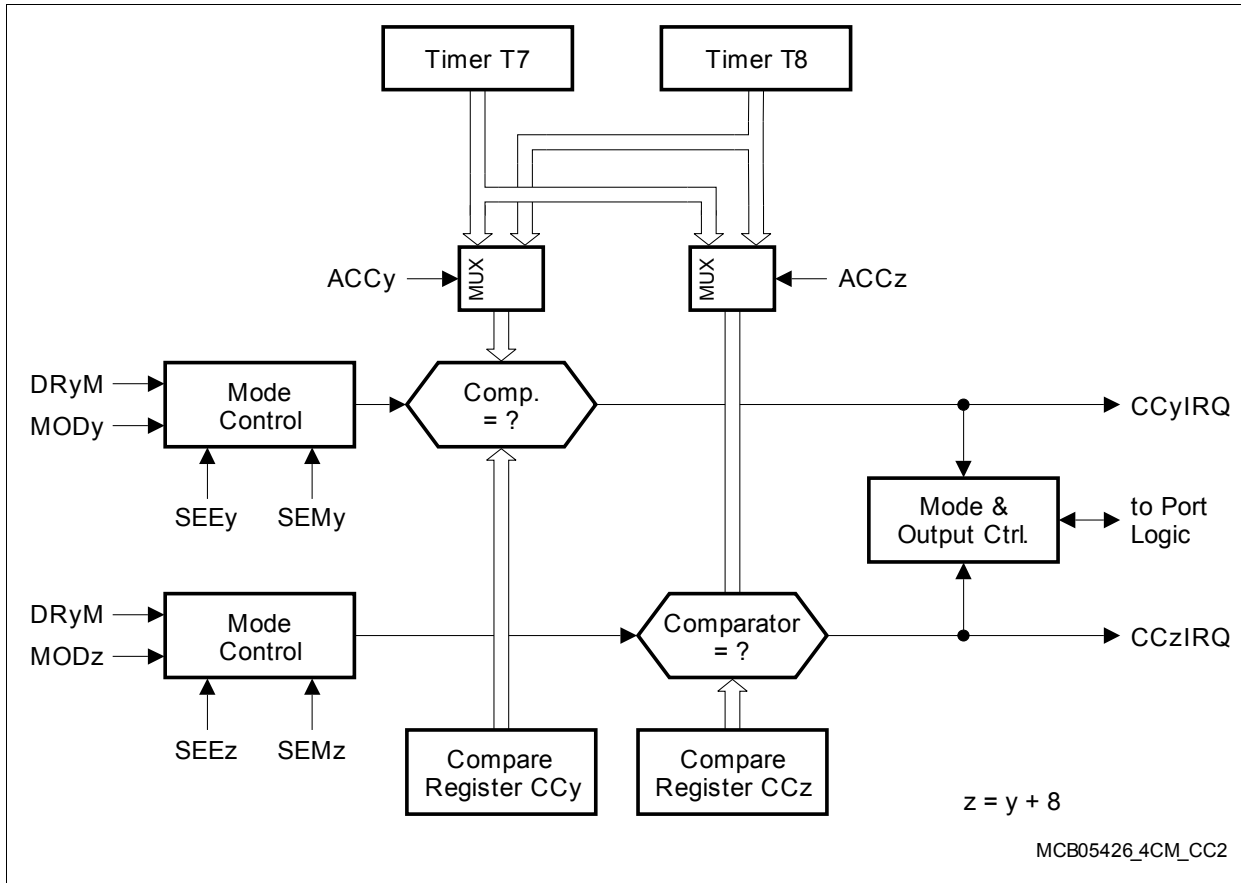 Timer T7
Timer T8
MUX
MUX
ACCy
ACCz
DRyM
MODy
Mode
Control
Comp.
= ?
CCyIRQ
SEEy
SEMy
Mode &
Output Ctrl.
to Port
Logic
DRyM
MODz
Mode
Control
Comparator
= ?
CCzIRQ
SEEz
SEMz
Compare
Register CCy
Compare
Register CCz
z = y + 8
MCB05426_4CM_CC2